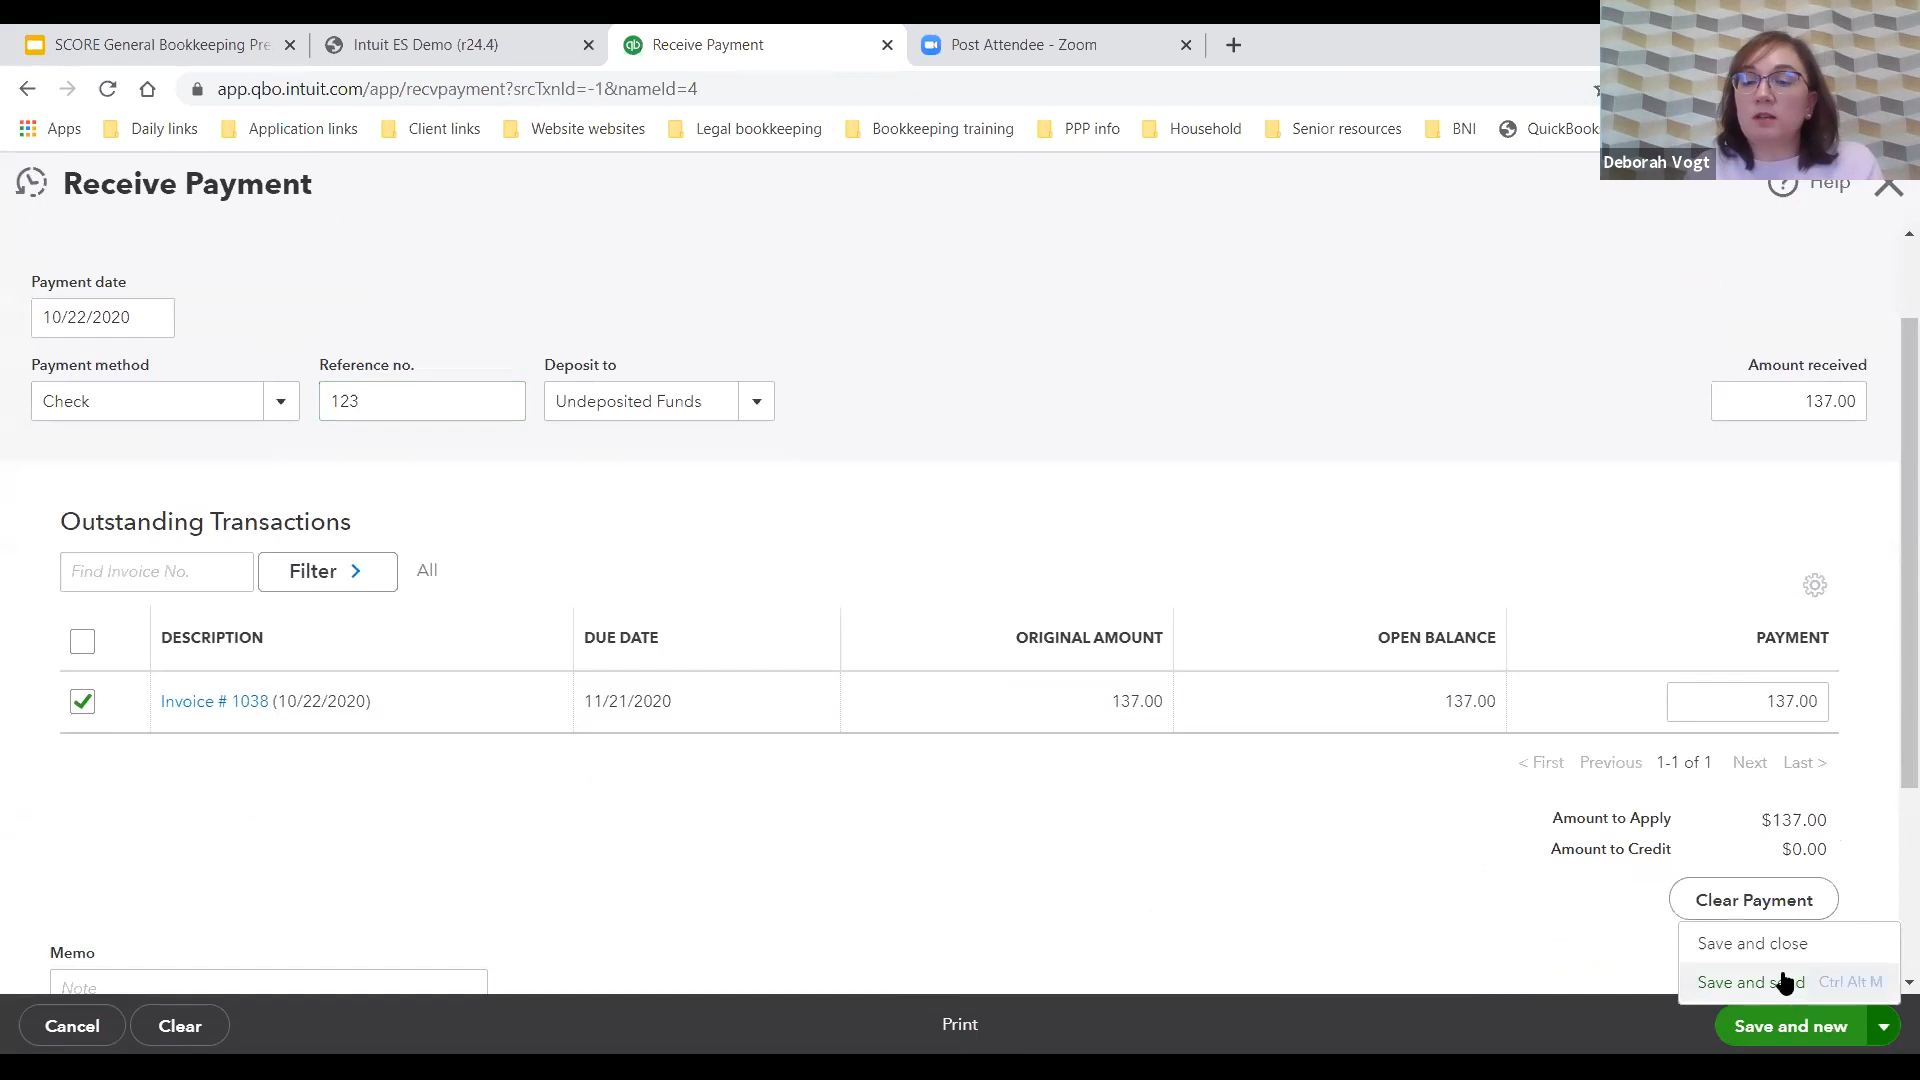 SCORE General Bookkeeping Pre
Intuit ES Demo (r24.4)
qb Receive Payment
Post Attendee - Zoom
app.qbo.intuit.com/app/recvpayment?srcTxnId=-1&nameId=4
Apps Daily links Application links Client links Website websites Legal bookkeeping Bookkeeping training PPP info Household Senior resources BNI QuickBook
Deborah Vogt
Receive Payment
Help
Payment date
10/22/2020
Payment method Reference no. Deposit to Amount received
Check 123 Undeposited Funds 137.00
Outstanding Transactions
Find Invoice No. Filter > All
DESCRIPTION DUE DATE ORIGINAL AMOUNT OPEN BALANCE PAYMENT
Invoice # 1038 (10/22/2020) 11/21/2020 137.00 137.00 137.00
< First Previous 1-1 of 1 Next Last >
Amount to Apply $137.00
Amount to Credit $0.00
Clear Payment
Save and close
Memo
Save and send Ctrl Alt M
Note
Cancel Clear Print Save and new